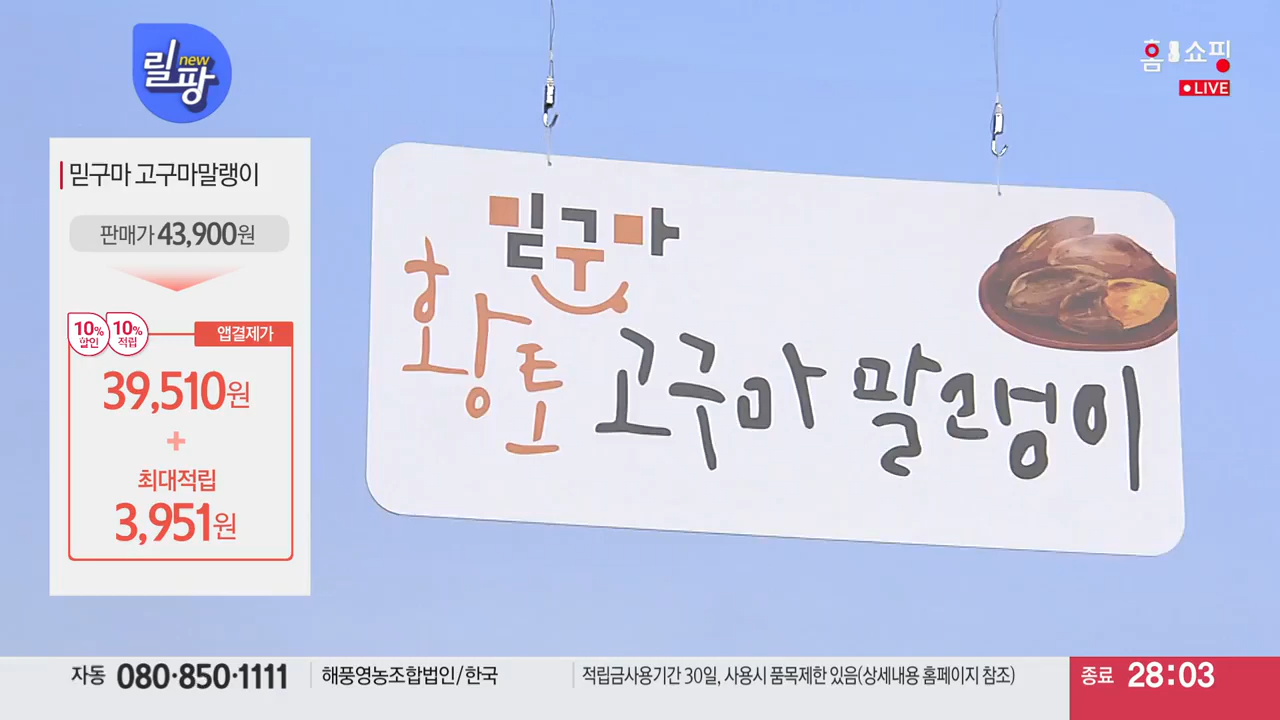 릴팡
new
홈쇼핑
LIVE
믿구마 고구마말랭이
판매가 43,900원
10% 할인
10% 적립
앱결제가
39,510원
+
최대적립
3,951원
믿구마
황토 고구마 말랭이
자동 080·850·1111
해풍영농조합법인/한국
적립금사용기간 30일, 사용시 품목제한 있음(상세내용 홈페이지 참조)
종료 28:03